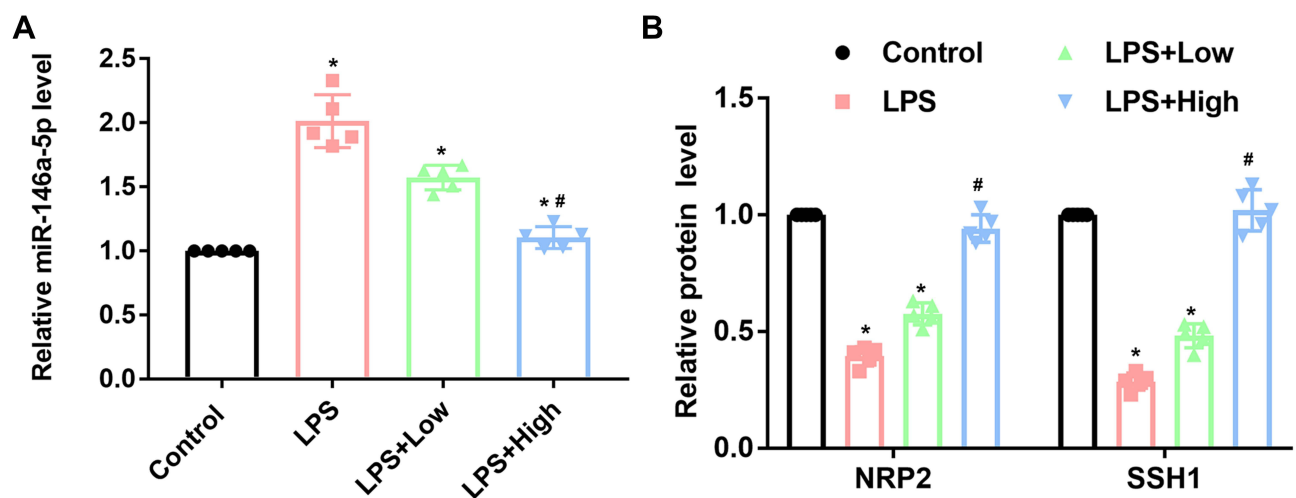 A
Relative miR-146a-5p level
2.5
2.0
1.5
1.0
0.5
0.0
*
*
* #
Control
LPS
LPS+Low
LPS+High
B
Control
LPS+Low
LPS
LPS+High
Relative protein level
1.5
1.0
0.5
0.0
*
*
#
*
*
#
NRP2
SSH1